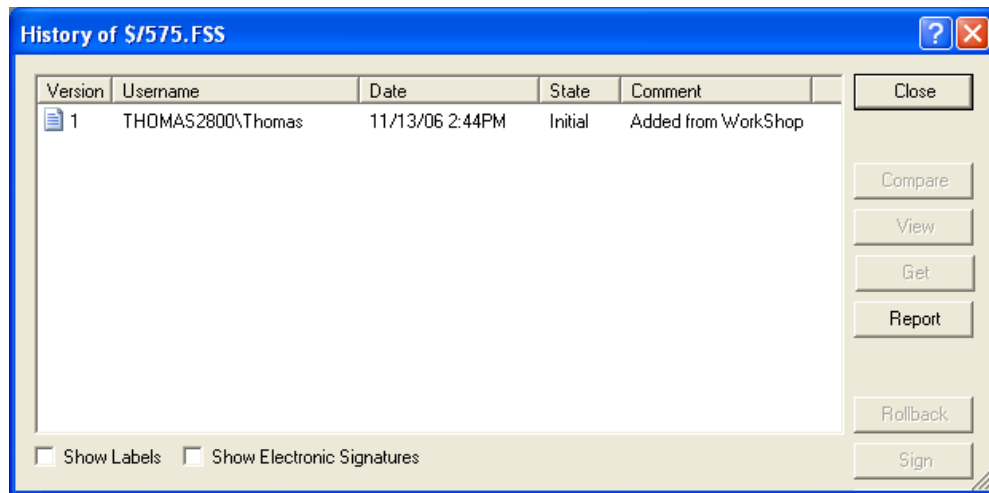 History of $/575.FSS
Version Username Date State Comment
1 THOMAS2800\Thomas 11/13/06 2:44PM Initial Added from WorkShop
Close
Compare
View
Get
Report
Rollback
Sign
Show Labels Show Electronic Signatures